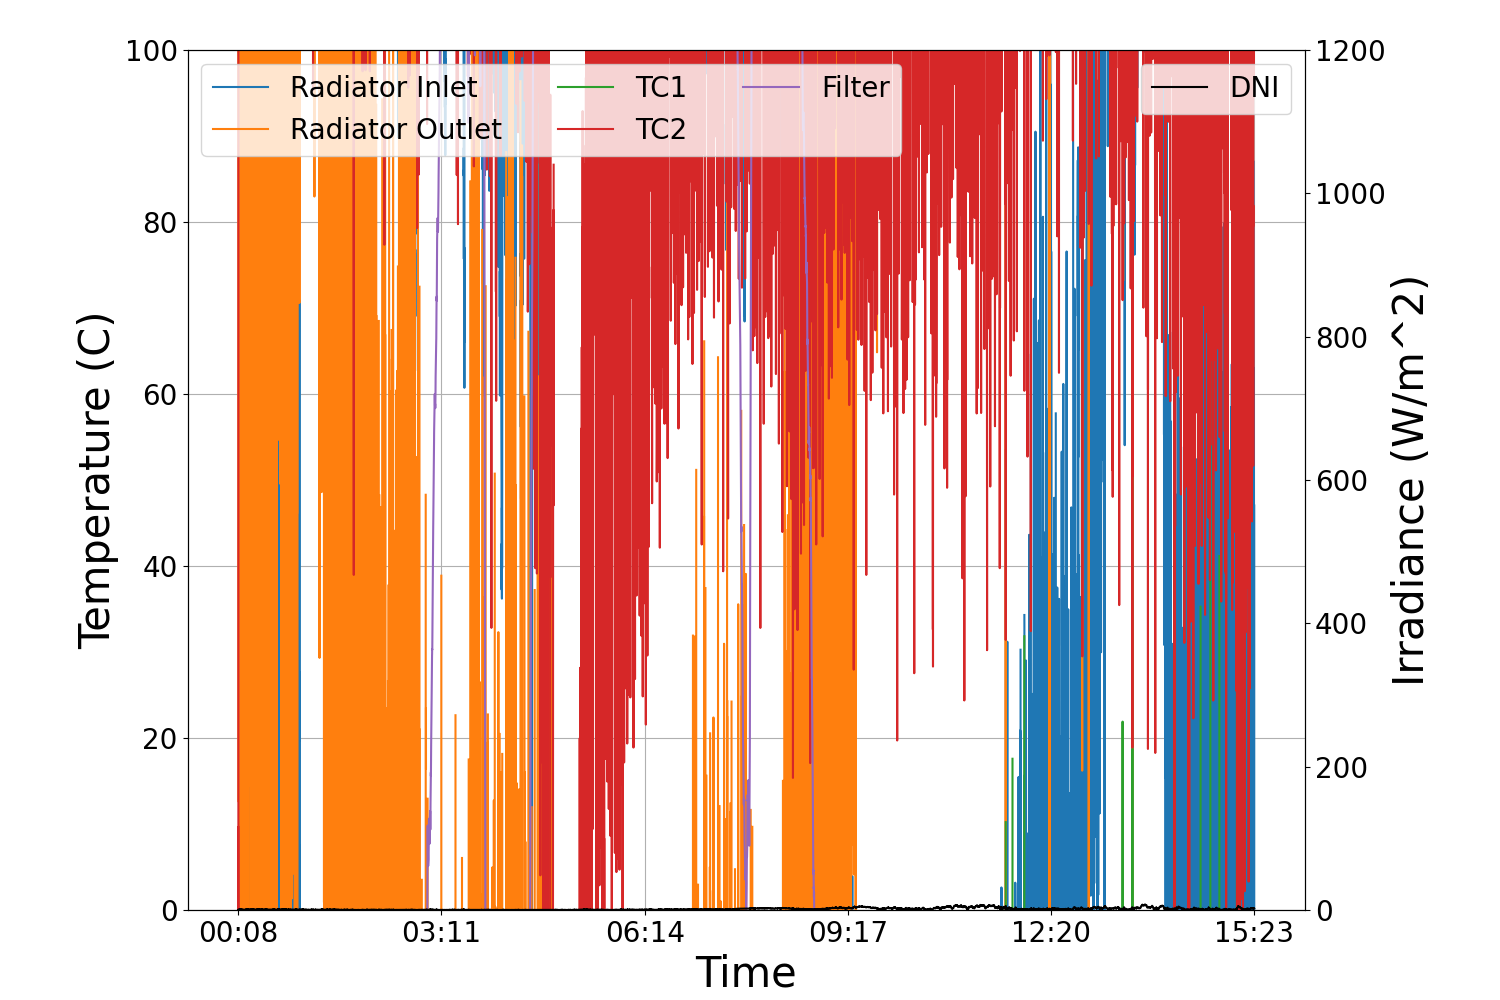 100
80
60
40
20
0
Temperature (C)
Radiator Inlet
Radiator Outlet
TC1
TC2
Filter
DNI
1200
1000
800
600
400
200
0
Irradiance (W/m^2)
00:08
03:11
06:14
09:17
12:20
15:23
Time